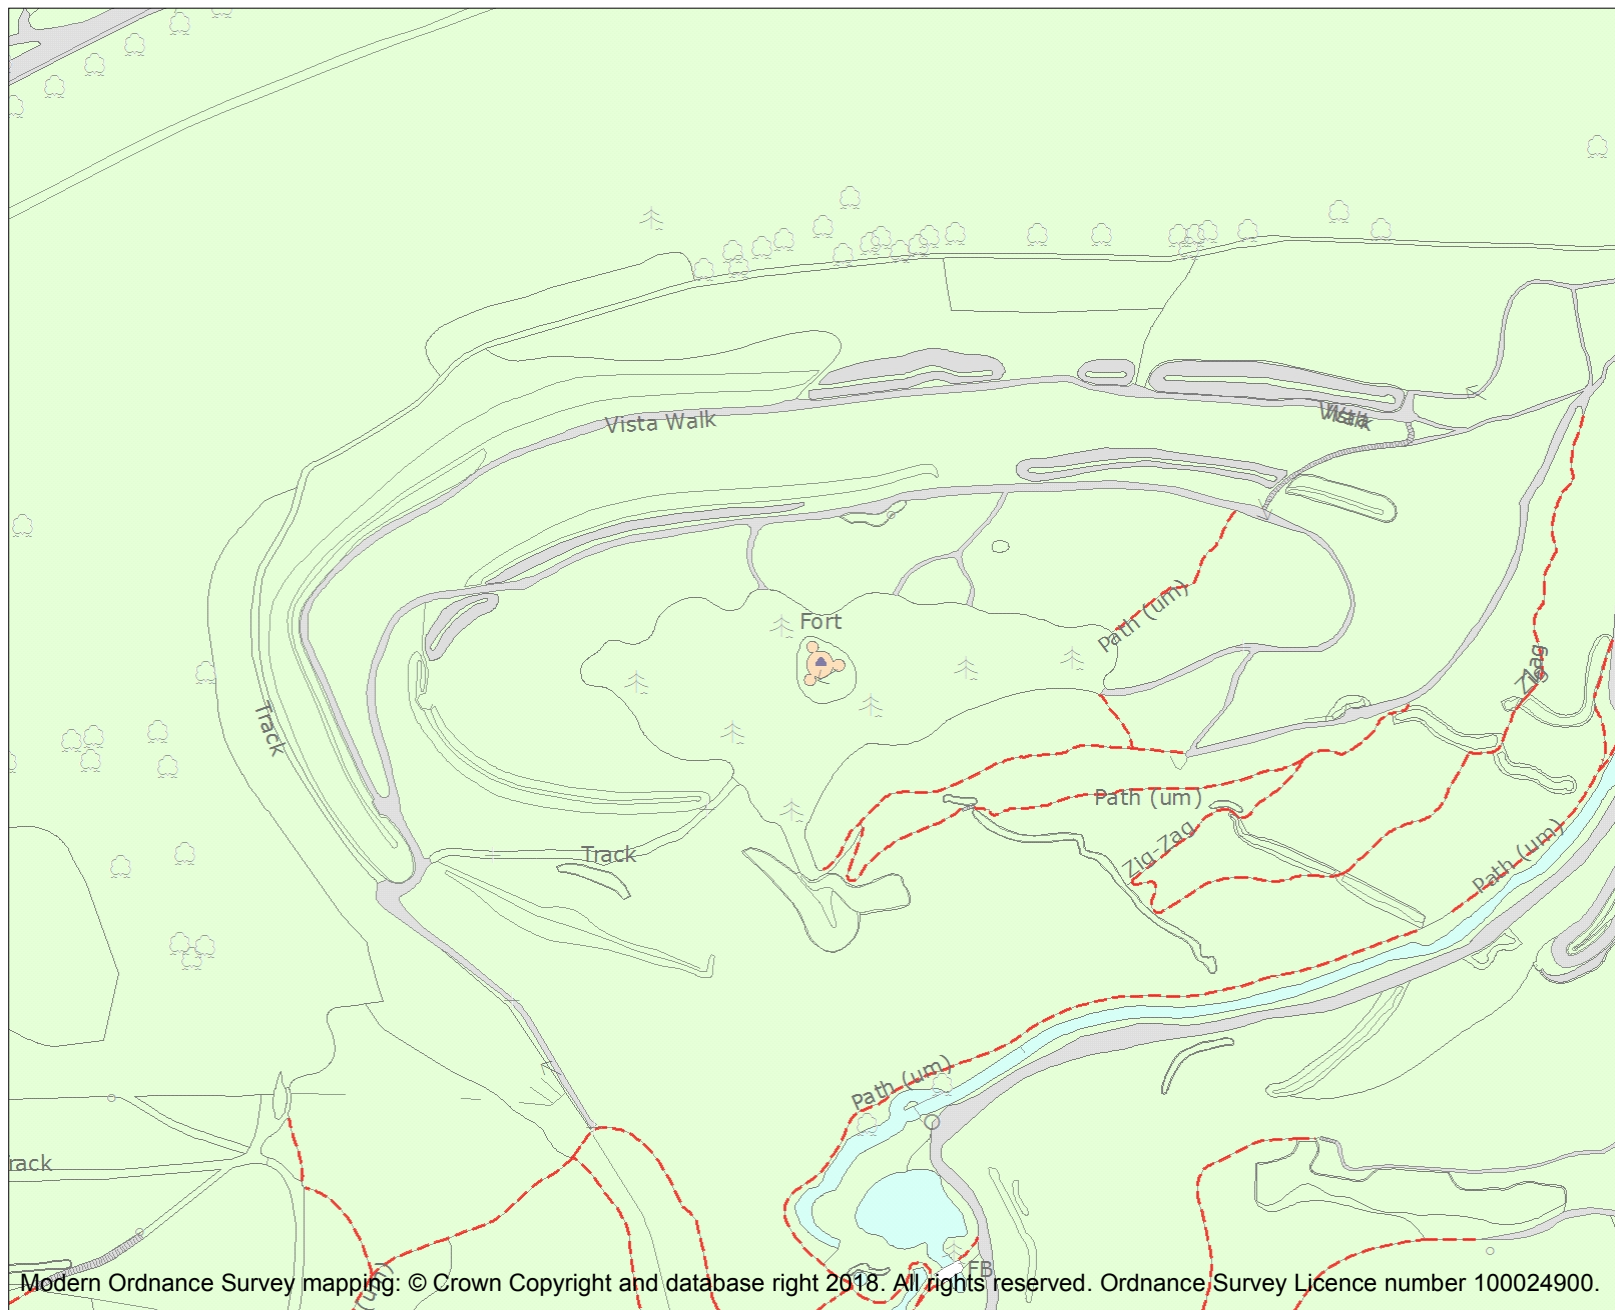 Vista Walk
Walk
Fort
Path (um)
Zig
Zag
Track
Path (um)
Zig-Zag
Track
Path (um)
Path (um)
rack
FB
(um)
Modern Ordnance Survey mapping: © Crown Copyright and database right 2018. All rights reserved. Ordnance Survey Licence number 100024900.